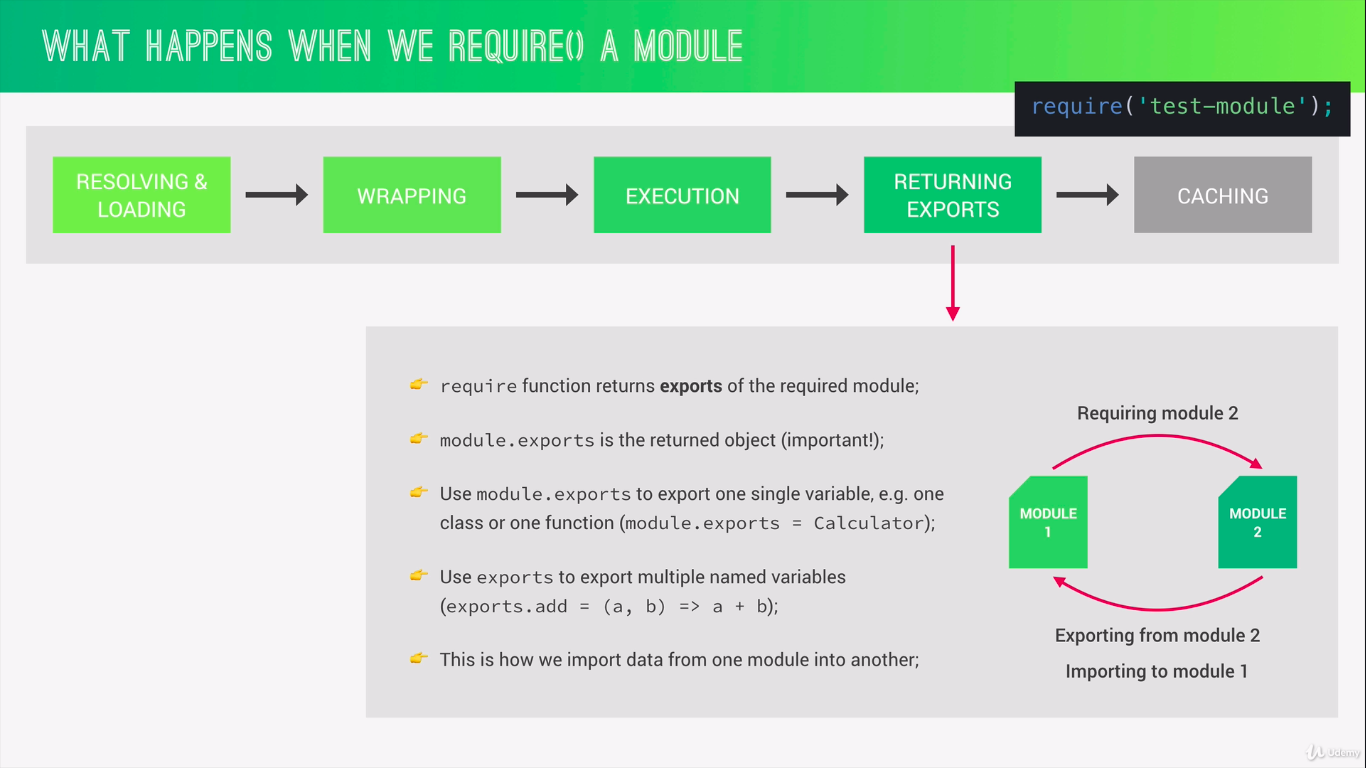 WHAT HAPPENS WHEN WE REQUIRE() A MODULE
require('test-module');
RESOLVING &
LOADING
WRAPPING
EXECUTION
RETURNING
EXPORTS
CACHING
require function returns exports of the required module;
module.exports is the returned object (important!);
Use module.exports to export one single variable, e.g. one
class or one function (module.exports = Calculator);
Use exports to export multiple named variables
(exports.add = (a, b) => a + b);
This is how we import data from one module into another;
Requiring module 2
MODULE
1
MODULE
2
Exporting from module 2
Importing to module 1
Udemy